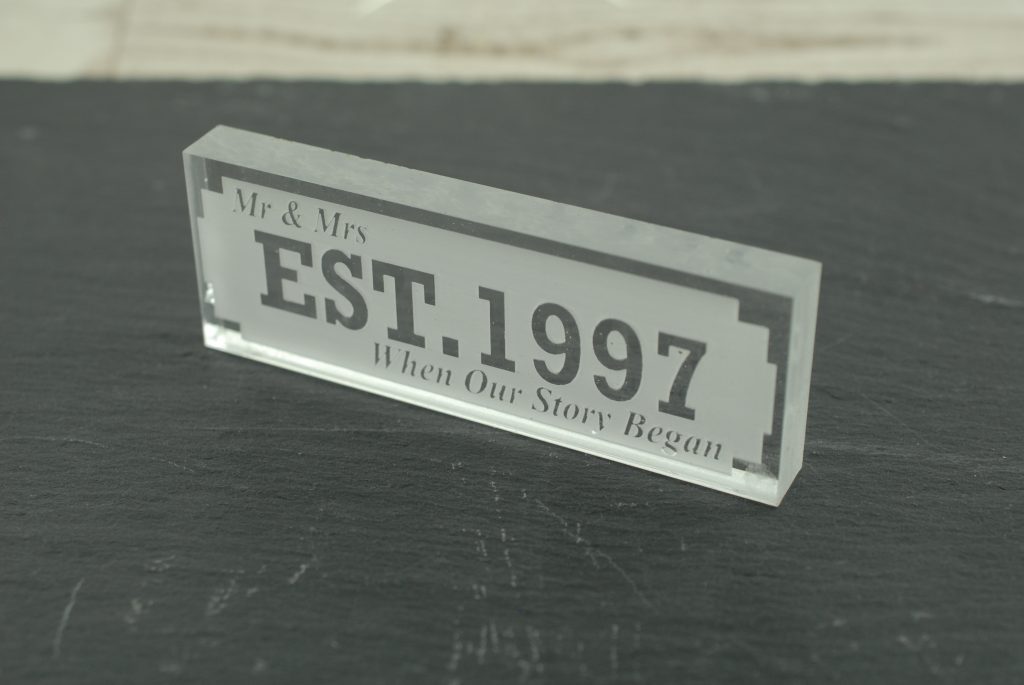 Mr & Mrs
EST.1997
When Our Story Began